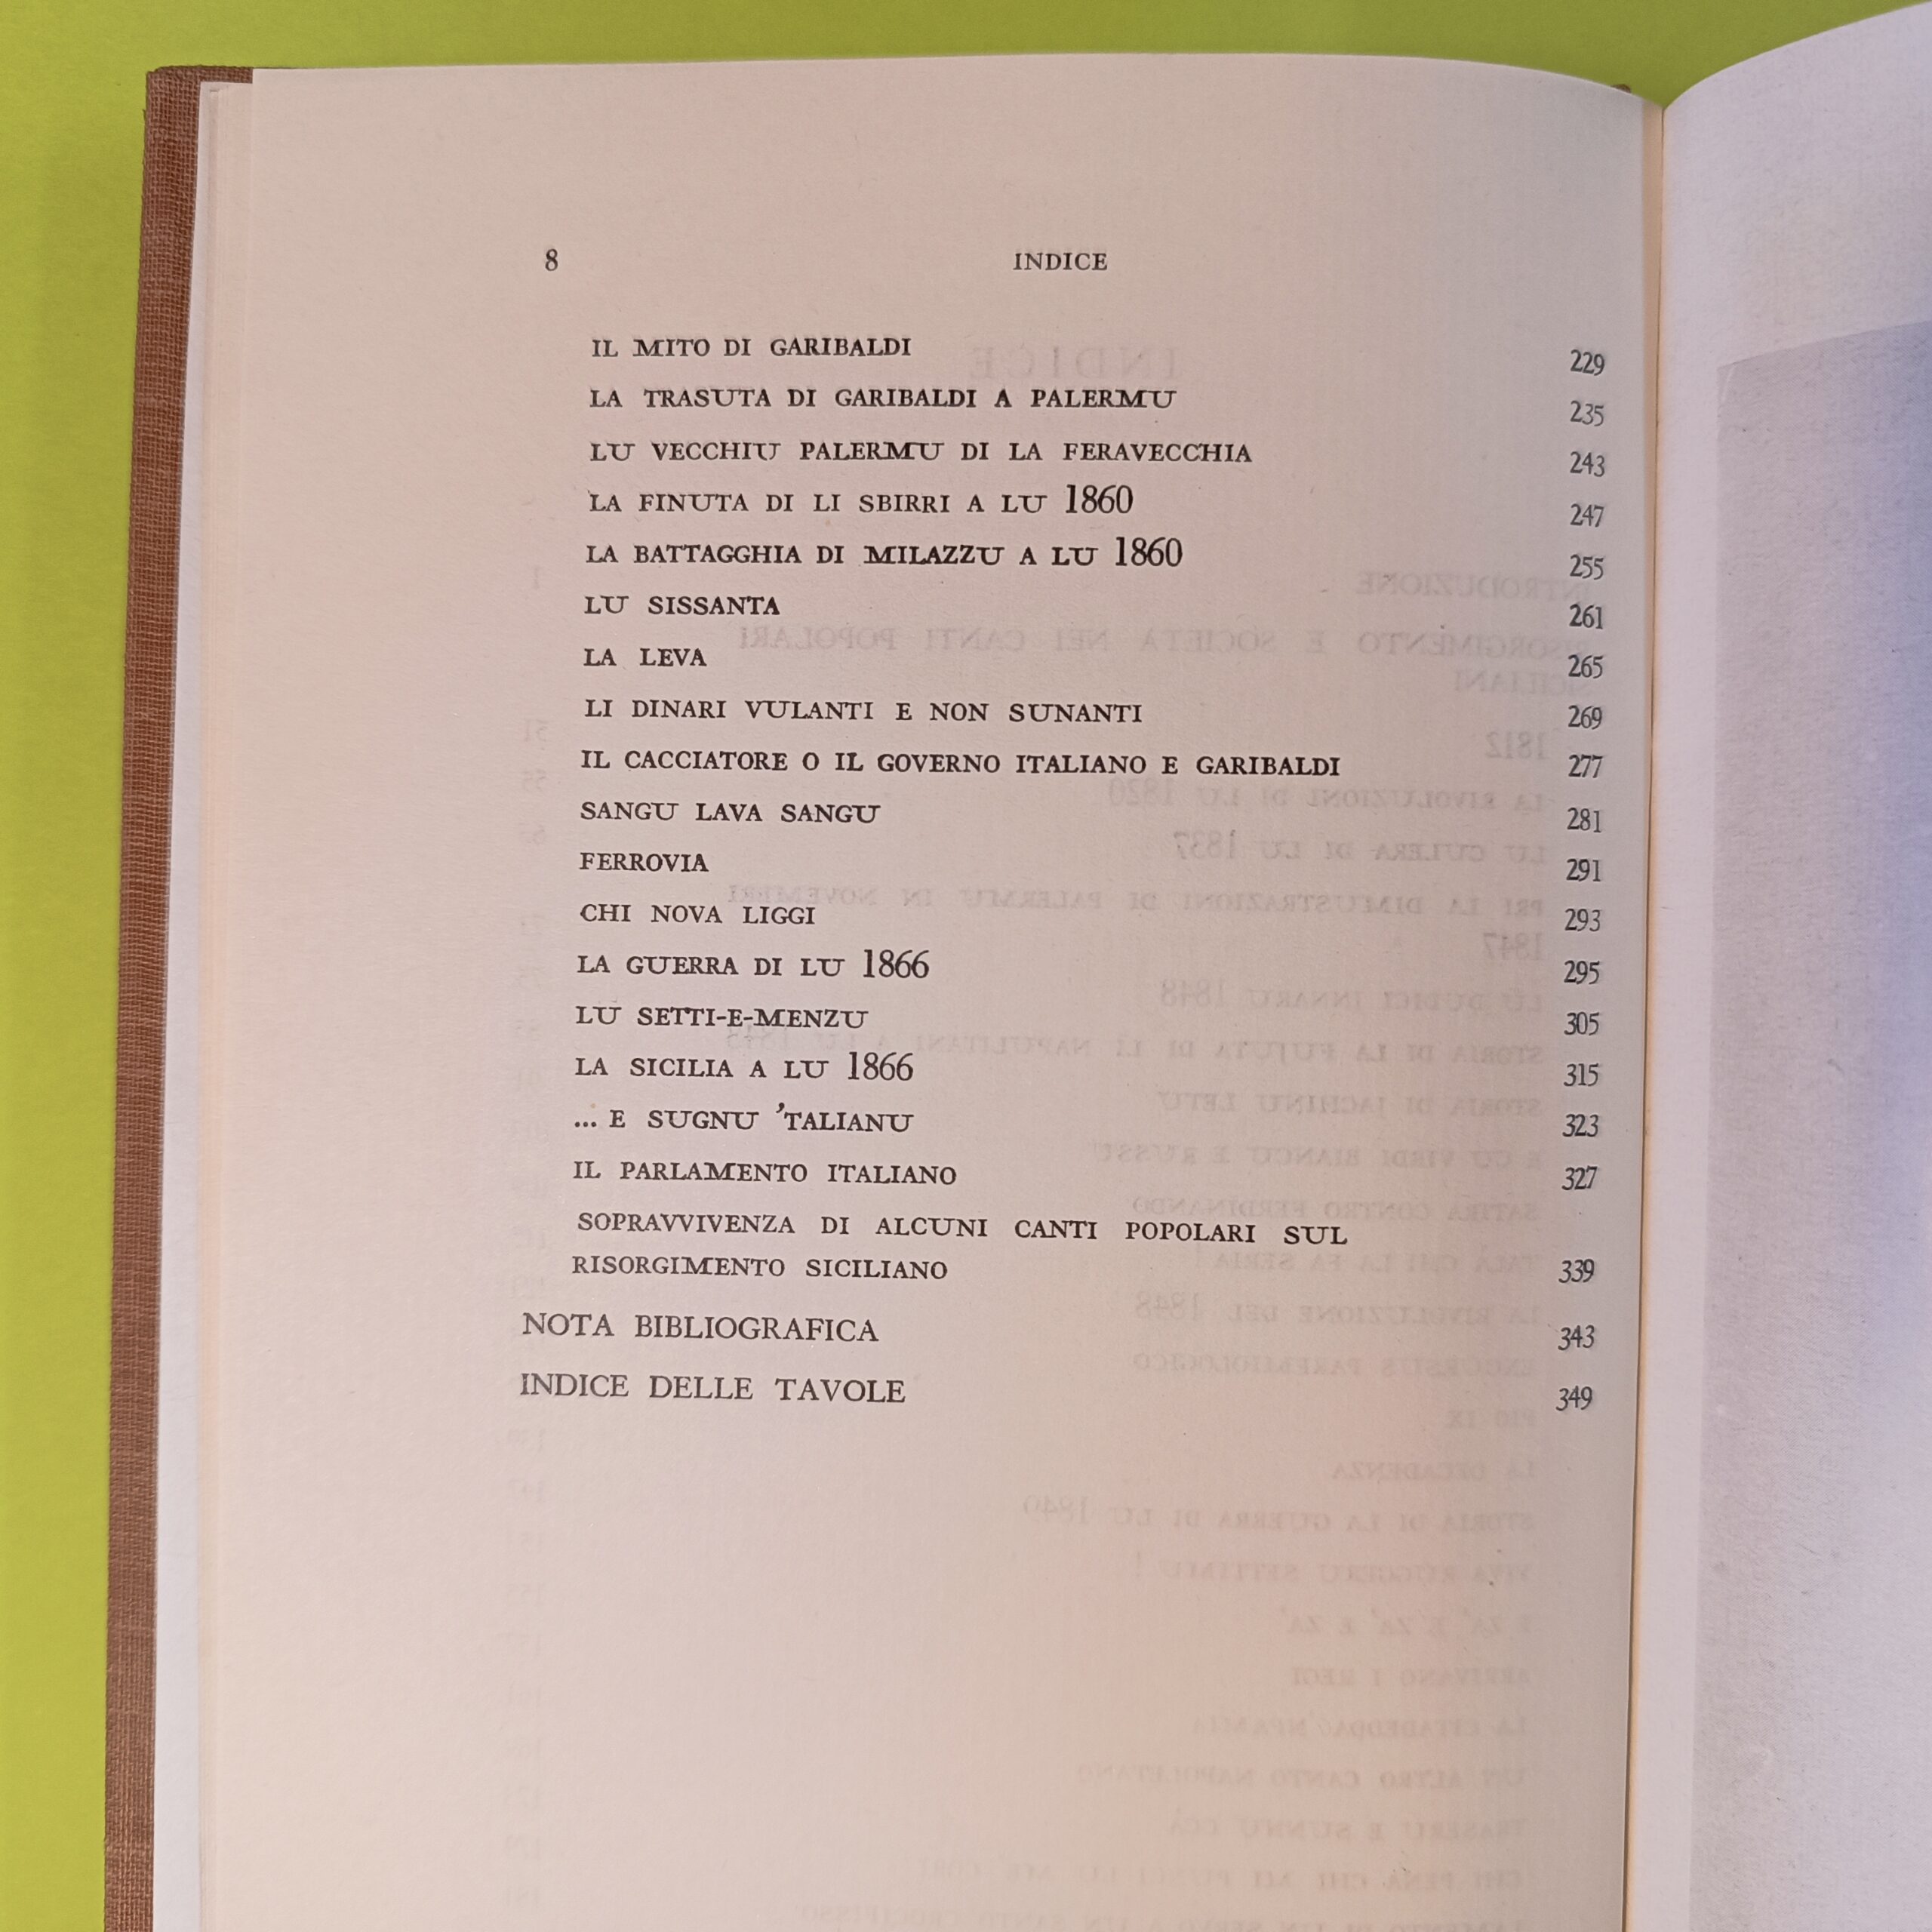 8 INDICE
IL MITO DI GARIBALDI 229
LA TRASUTA DI GARIBALDI A PALERMU 235
LU VECCHIU PALERMU DI LA FERAVECCHIA 243
LA FINUTA DI LI SBIRRI A LU 1860 247
LA BATTAGGHIA DI MILAZZU A LU 1860 255
LU SISSANTA 261
LA LEVA 265
LI DINARI VULANTI E NON SUNANTI 269
IL CACCIATORE O IL GOVERNO ITALIANO E GARIBALDI 277
SANGU LAVA SANGU 281
FERROVIA 291
CHI NOVA LIGGI 293
LA GUERRA DI LU 1866 295
LU SETTI-E-MENZU 305
LA SICILIA A LU 1866 315
... E SUGNU 'TALIANU 323
IL PARLAMENTO ITALIANO 327
SOPRAVVIVENZA DI ALCUNI CANTI POPOLARI SUL
RISORGIMENTO SICILIANO 339
NOTA BIBLIOGRAFICA 343
INDICE DELLE TAVOLE 349